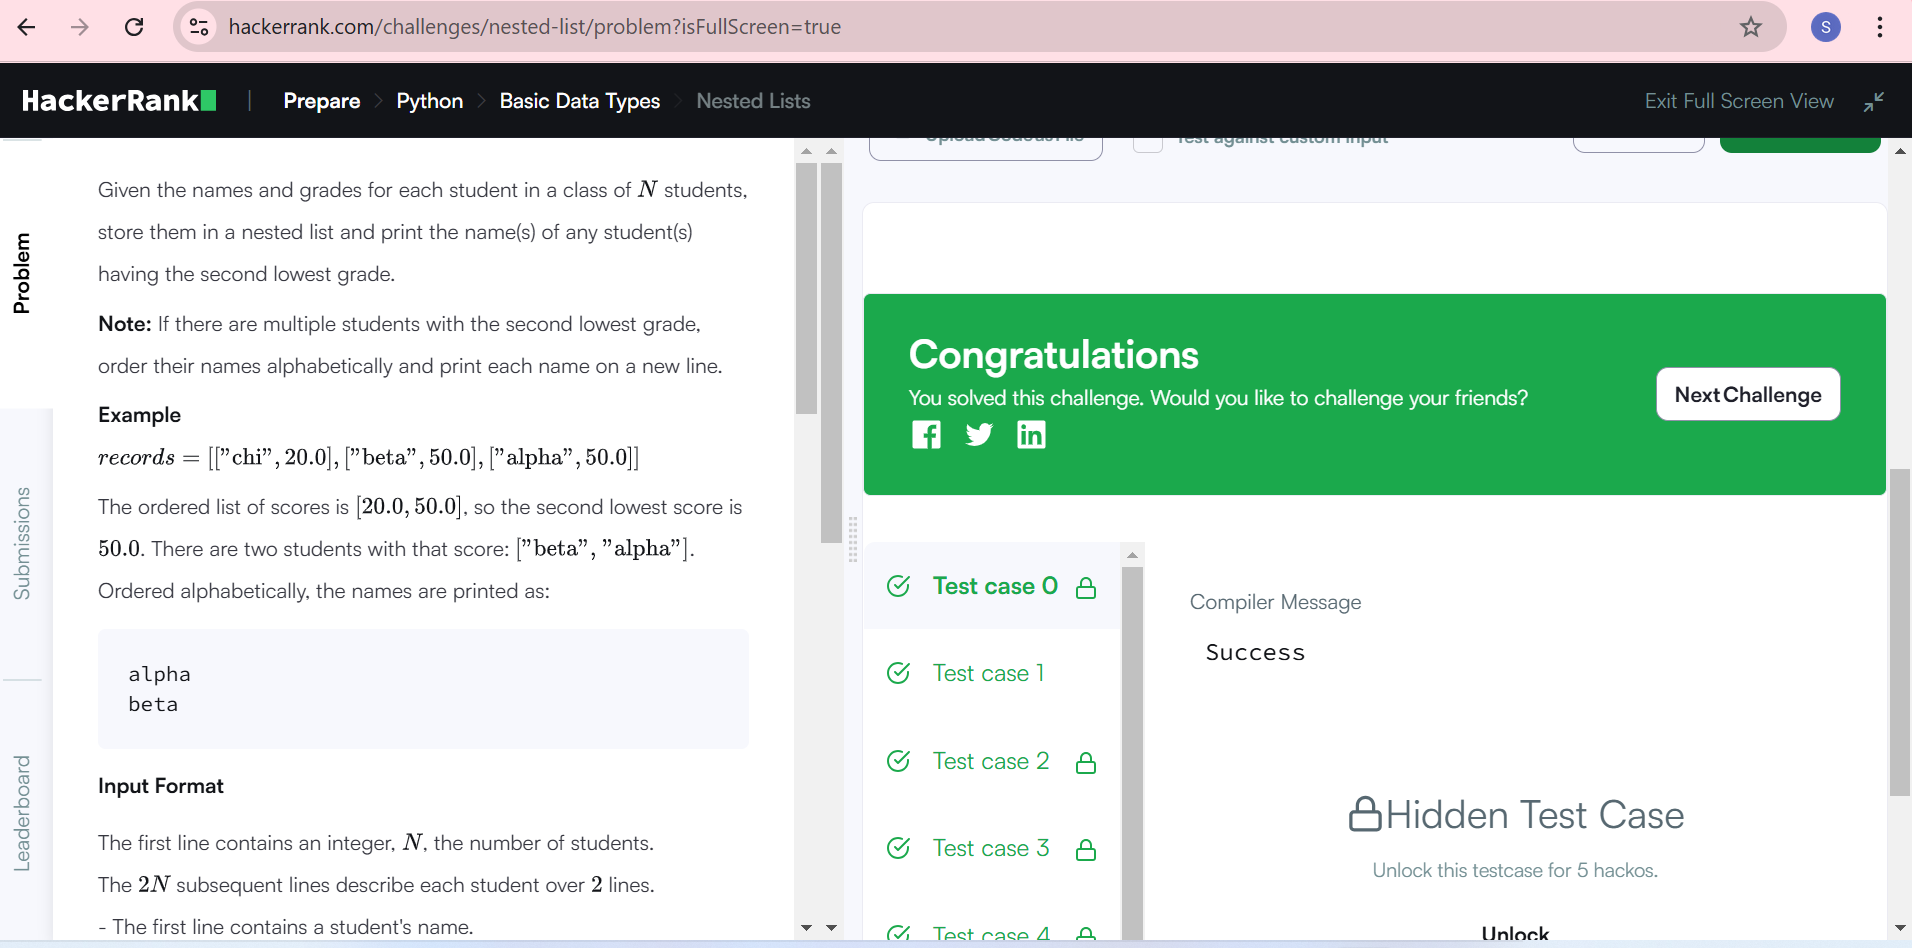 hackerrank.com/challenges/nested-list/problem?isFullScreen=true
S
HackerRank
Prepare
Python
Basic Data Types
Nested Lists
Exit Full Screen View
Problem
Submissions
Leaderboard
Given the names and grades for each student in a class of N students,
store them in a nested list and print the name(s) of any student(s)
having the second lowest grade.
Note: If there are multiple students with the second lowest grade,
order their names alphabetically and print each name on a new line.
Example
records = [["chi", 20.0], ["beta", 50.0], ["alpha", 50.0]]
The ordered list of scores is [20.0, 50.0], so the second lowest score is
50.0. There are two students with that score: ["beta", "alpha"].
Ordered alphabetically, the names are printed as:
alpha
beta
Input Format
The first line contains an integer, N, the number of students.
The 2N subsequent lines describe each student over 2 lines.
- The first line contains a student's name.
Upload Code as File
Test against custom input
Congratulations
You solved this challenge. Would you like to challenge your friends?
Next Challenge
Test case 0
Test case 1
Test case 2
Test case 3
Test case 4
Compiler Message
Success
Hidden Test Case
Unlock this testcase for 5 hackos.
Unlock